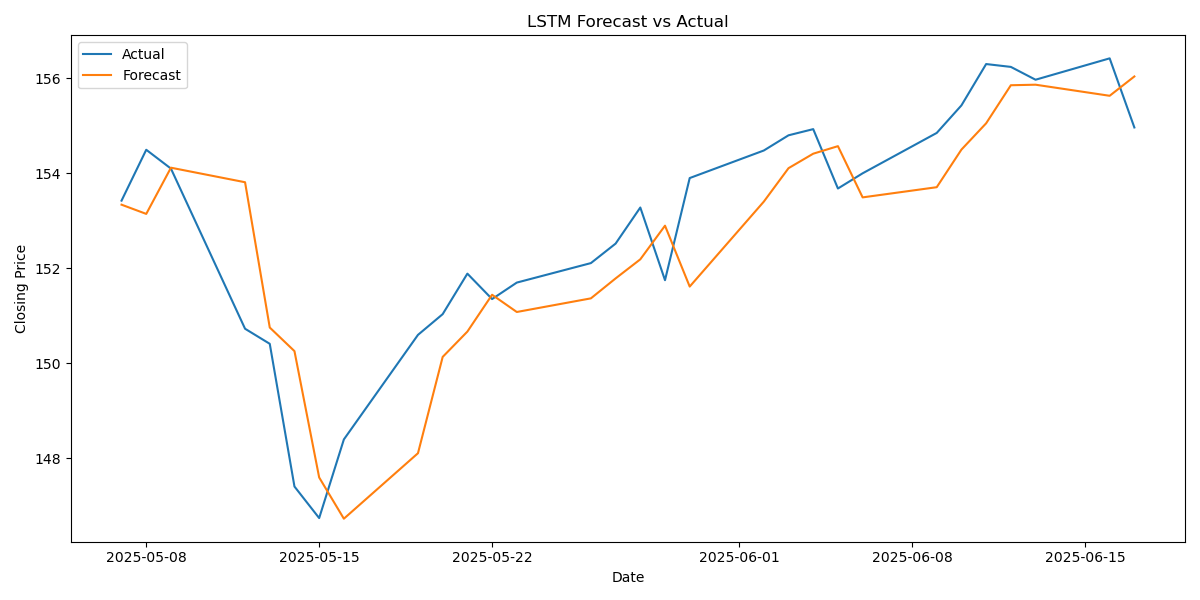 LSTM Forecast vs Actual
Actual
Forecast
Closing Price
156
154
152
150
148
2025-05-08
2025-05-15
2025-05-22
2025-06-01
2025-06-08
2025-06-15
Date